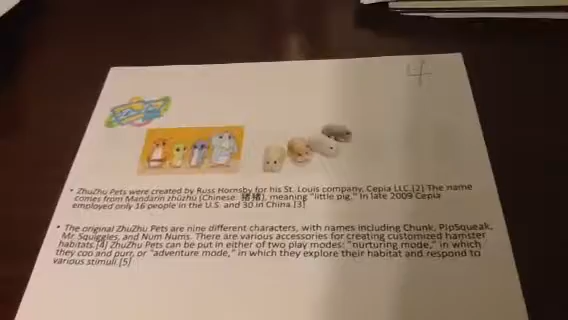 4
• ZhuZhu Pets were created by Russ Hornsby for his St. Louis company, Cepia LLC.[2] The name
comes from Mandarin zhūzhū (Chinese: 猪猪), meaning "little pig." In late 2009 Cepia
employed only 16 people in the U.S. and 30 in China.[3]
• The original ZhuZhu Pets are nine different characters, with names including Chunk, PipSqueak,
Mr. Squiggles, and Num Nums. There are various accessories for creating customized hamster
habitats.[4] ZhuZhu Pets can be put in either of two play modes: "nurturing mode," in which
they coo and purr, or "adventure mode," in which they explore their habitat and respond to
various stimuli.[5]